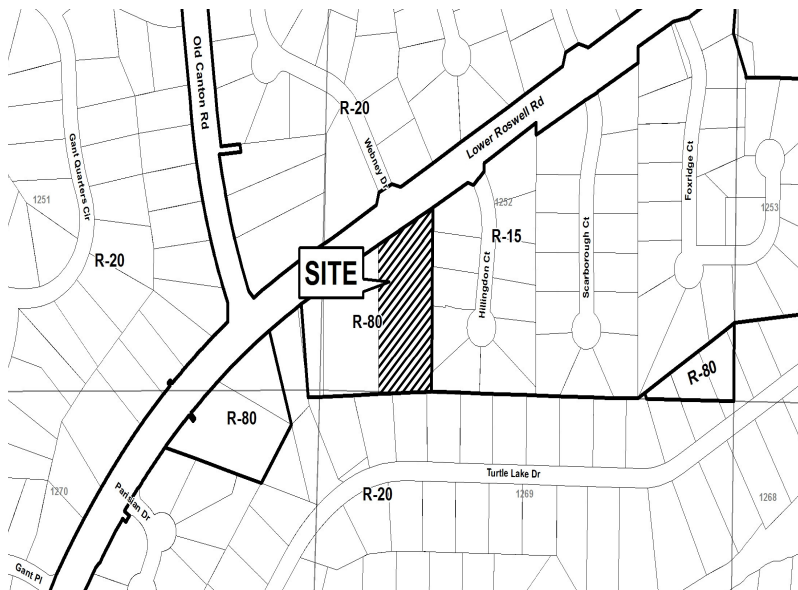 Old Canton Rd
R-20
Webney Dr
Lower Roswell Rd
Gant Quarters Cir
Foxridge Ct
1251
1252
1253
R-20
R-15
SITE
Hillingdon Ct
Scarborough Ct
R-80
R-80
R-80
Turtle Lake Dr
1270
R-20
1269
1268
Parisian Dr
Gant Pl